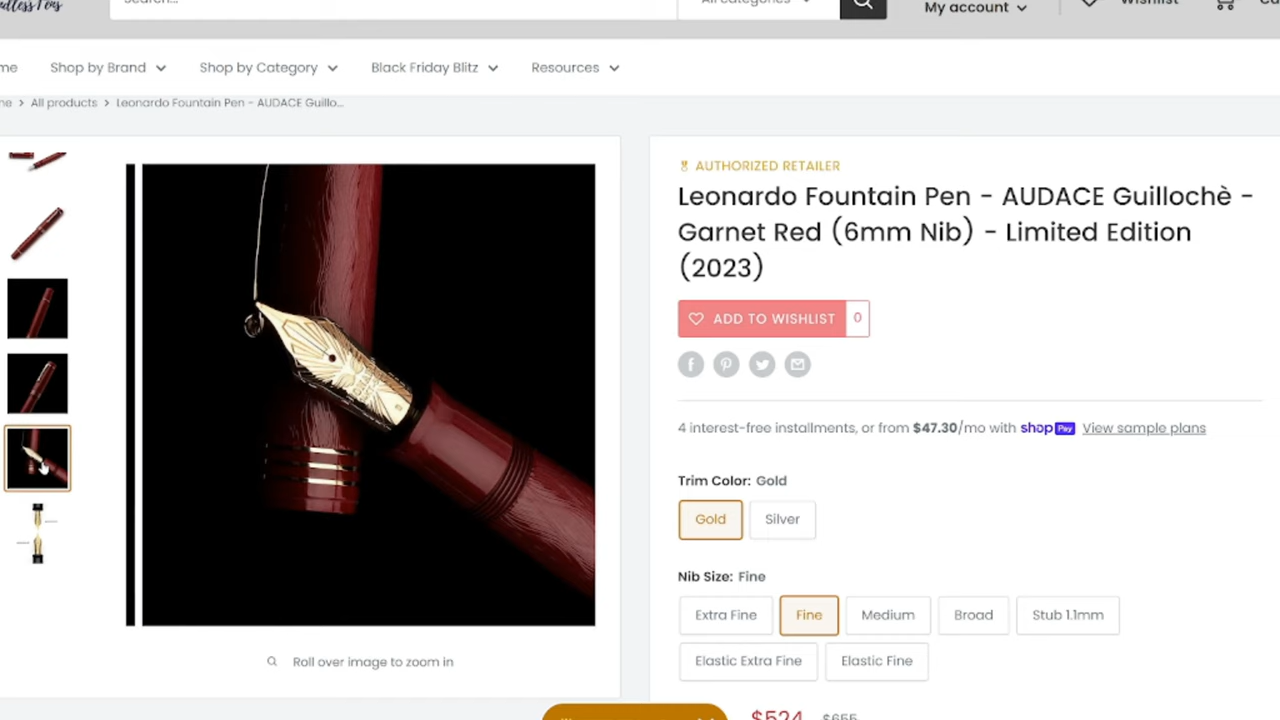 My account
Wishlist
Shop by Brand
Shop by Category
Black Friday Blitz
Resources
All products > Leonardo Fountain Pen - AUDACE Guillo...
AUTHORIZED RETAILER
Leonardo Fountain Pen - AUDACE Guillochè -
Garnet Red (6mm Nib) - Limited Edition
(2023)
ADD TO WISHLIST 0
4 interest-free installments, or from $47.30/mo with shop Pay View sample plans
Trim Color: Gold
Gold Silver
Nib Size: Fine
Extra Fine Fine Medium Broad Stub 1.1mm
Elastic Extra Fine Elastic Fine
Roll over image to zoom in
$524 $655